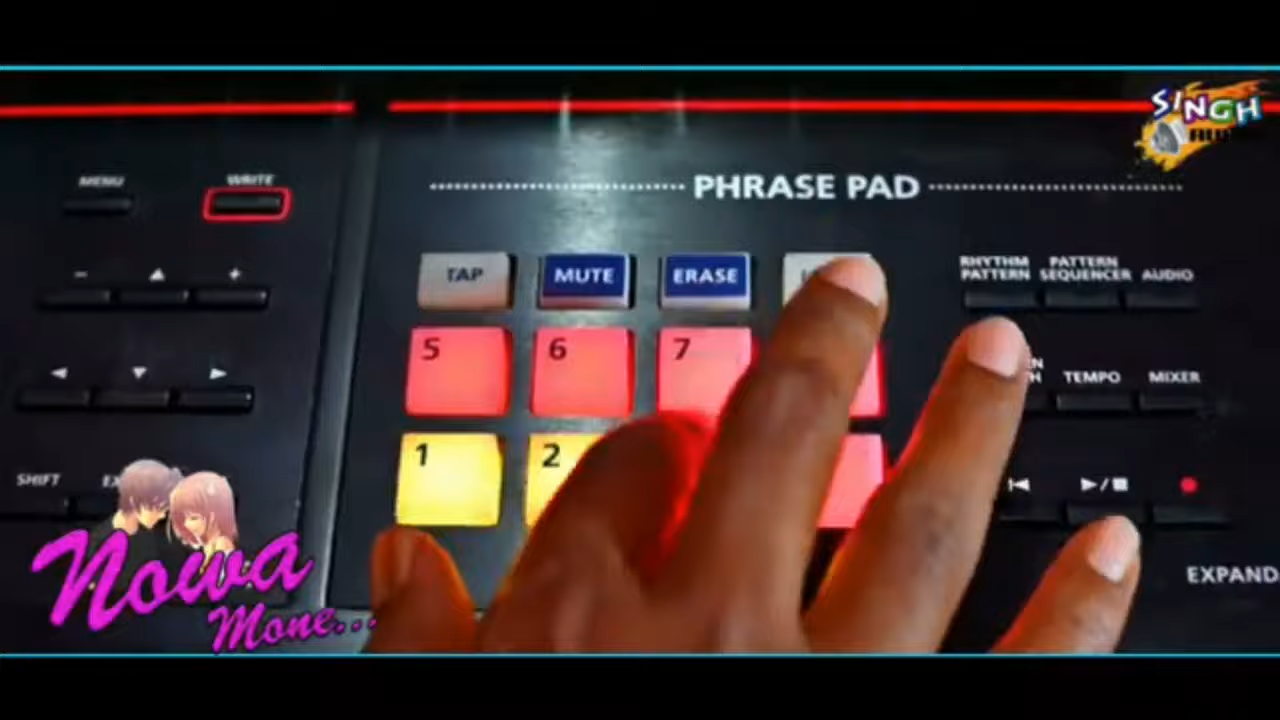 SINGH
MENU
WRITE
PHRASE PAD
TAP
MUTE
ERASE
RHYTHM PATTERN
PATTERN SEQUENCER
AUDIO
5
6
7
TEMPO
MIXER
1
2
SHIFT
EXPAND
Nowa
Mone...